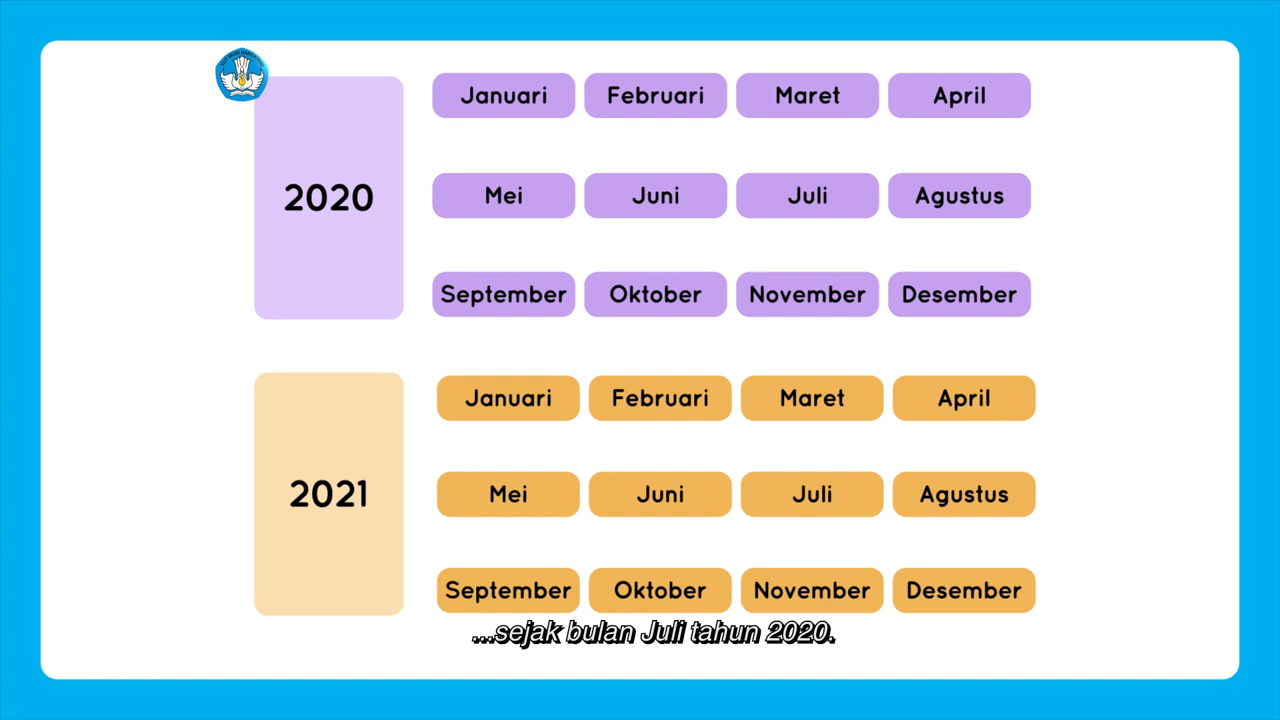 Januari Februari Maret April
2020
Mei Juni Juli Agustus
September Oktober November Desember
Januari Februari Maret April
2021
Mei Juni Juli Agustus
September Oktober November Desember
...sejak bulan Juli tahun 2020.